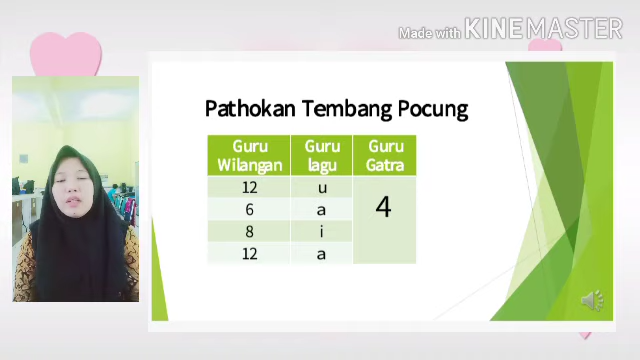 Made with KINEMASTER
Pathokan Tembang Pocung
Guru Wilangan Guru lagu Guru Gatra
12 u 4
6 a
8 i
12 a